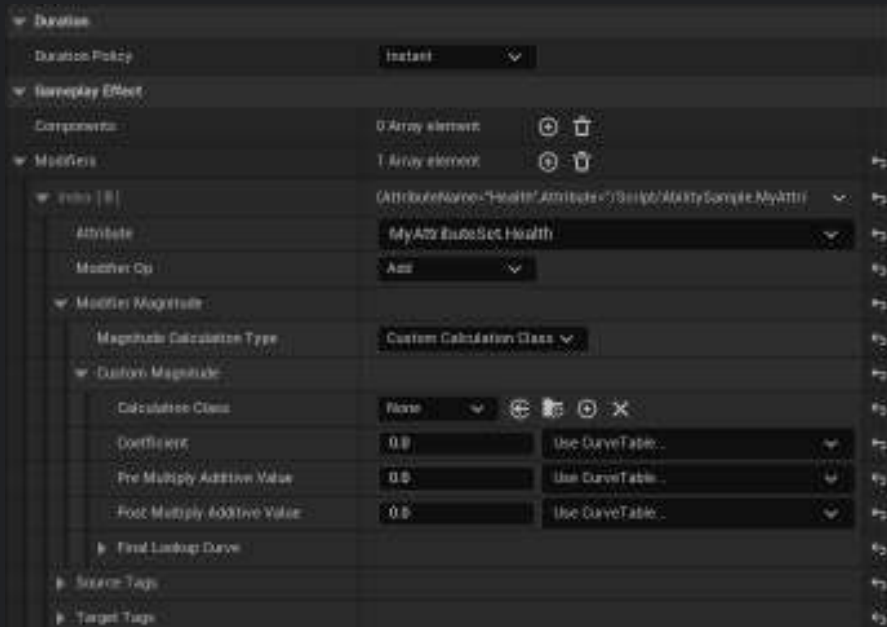 Duration
Duration Policy Instant
Gameplay Effect
Components 0 Array element
Modifiers 1 Array element
Index [0] (AttributeName="Health",Attribute="/Script/AbilitySample.MyAttri
Attribute MyAttributeSet.Health
Modifier Op Add
Modifier Magnitude
Magnitude Calculation Type Custom Calculation Class
Custom Magnitude
Calculation Class None
Coefficient 0.0 Use CurveTable...
Pre Multiply Additive Value 0.0 Use CurveTable...
Post Multiply Additive Value 0.0 Use CurveTable...
Final Lookup Curve
Source Tags
Target Tags